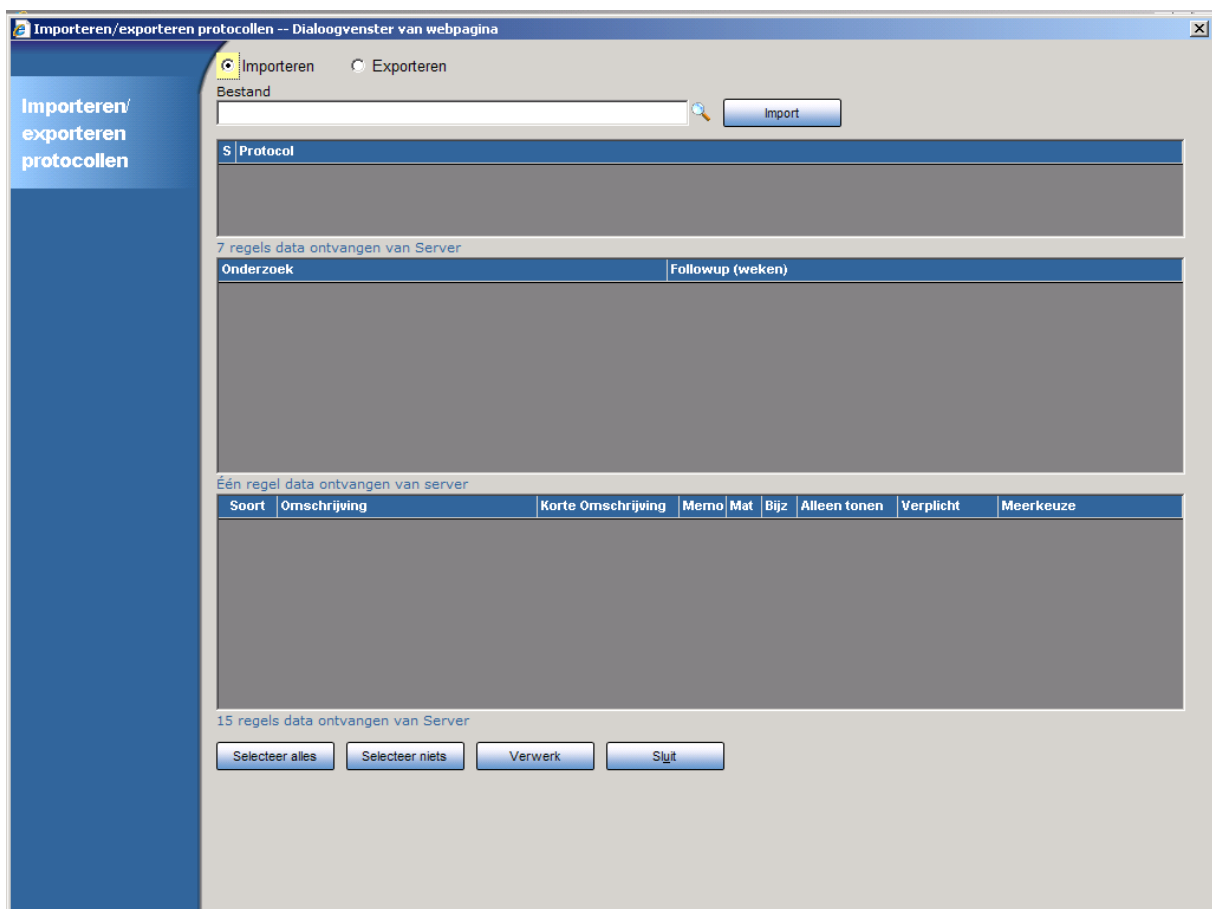 Importeren/exporteren protocollen -- Dialoogvenster van webpagina
Importeren/
exporteren
protocollen
Importeren Exporteren
Bestand
Import
S Protocol
7 regels data ontvangen van Server
Onderzoek Followup (weken)
Één regel data ontvangen van server
Soort Omschrijving Korte Omschrijving Memo Mat Bijz Alleen tonen Verplicht Meerkeuze
15 regels data ontvangen van Server
Selecteer alles Selecteer niets Verwerk Sluit